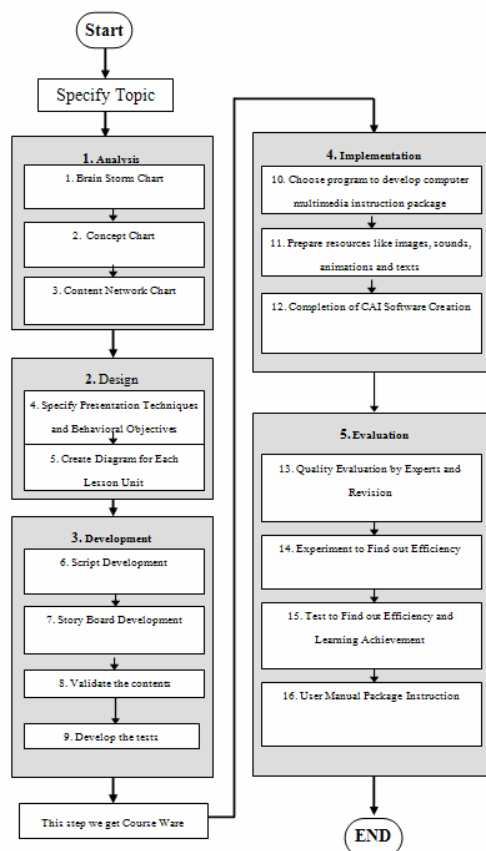 Start
Specify Topic
1. Analysis
1. Brain Storm Chart
2. Concept Chart
3. Content Network Chart
2. Design
4. Specify Presentation Techniques
and Behavioral Objectives
5. Create Diagram for Each
Lesson Unit
3. Development
6. Script Development
7. Story Board Development
8. Validate the contents
9. Develop the tests
This step we get Course Ware
4. Implementation
10. Choose program to develop computer
multimedia instruction package
11. Prepare resources like images, sounds,
animations and texts
12. Completion of CAI Software Creation
5. Evaluation
13. Quality Evaluation by Experts and
Revision
14. Experiment to Find out Efficiency
15. Test to Find out Efficiency and
Learning Achievement
16. User Manual Package Instruction
END